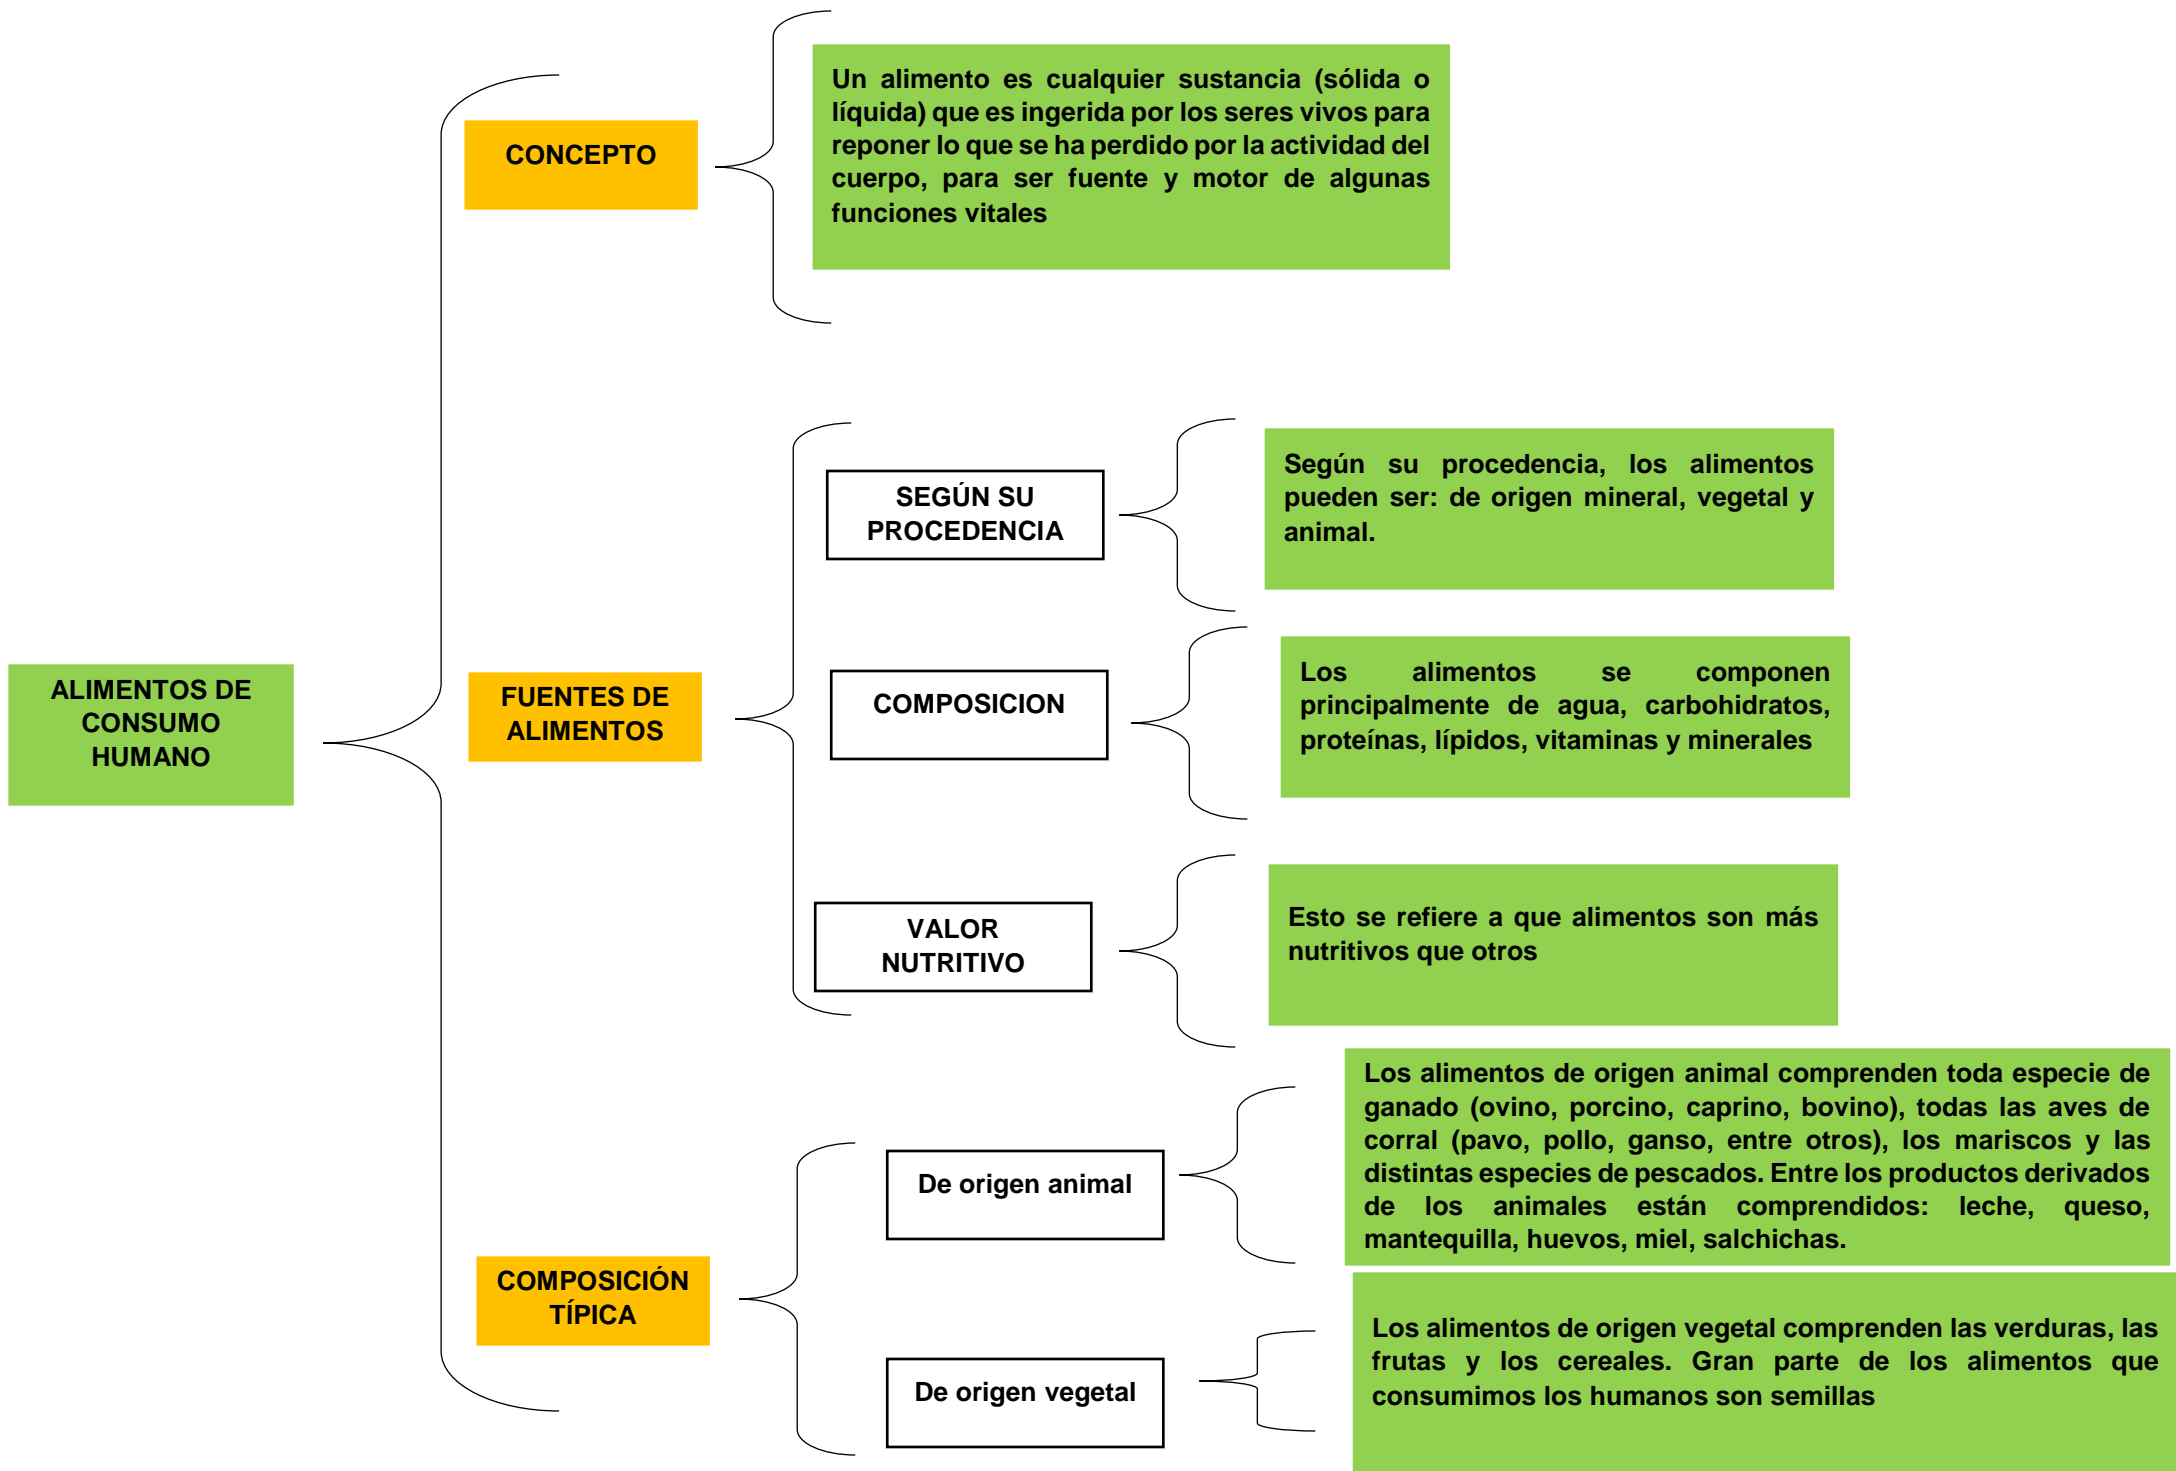 CONCEPTO
Un alimento es cualquier sustancia (sólida o
líquida) que es ingerida por los seres vivos para
reponer lo que se ha perdido por la actividad del
cuerpo, para ser fuente y motor de algunas
funciones vitales
ALIMENTOS DE
CONSUMO
HUMANO
FUENTES DE
ALIMENTOS
SEGÚN SU
PROCEDENCIA
Según su procedencia, los alimentos
pueden ser: de origen mineral, vegetal y
animal.
COMPOSICION
Los alimentos se componen
principalmente de agua, carbohidratos,
proteínas, lípidos, vitaminas y minerales
VALOR
NUTRITIVO
Esto se refiere a que alimentos son más
nutritivos que otros
COMPOSICIÓN
TÍPICA
De origen animal
Los alimentos de origen animal comprenden toda especie de
ganado (ovino, porcino, caprino, bovino), todas las aves de
corral (pavo, pollo, ganso, entre otros), los mariscos y las
distintas especies de pescados. Entre los productos derivados
de los animales están comprendidos: leche, queso,
mantequilla, huevos, miel, salchichas.
De origen vegetal
Los alimentos de origen vegetal comprenden las verduras, las
frutas y los cereales. Gran parte de los alimentos que
consumimos los humanos son semillas